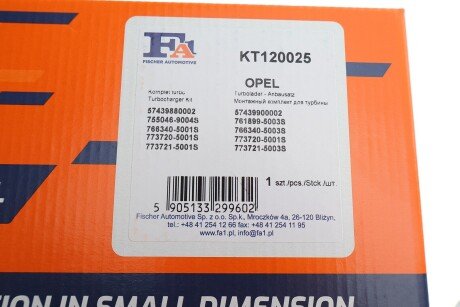 FA1
FISCHER AUTOMOTIVE
KT120025
OPEL
Komplet turbo
Turbocharger Kit
Turbolader - Anbausatz
Монтажный комплект для турбины
57439880002
755046-9004S
766340-5001S
773720-5001S
773721-5001S
57439900002
761899-5003S
766340-5003S
773720-5001S
773721-5003S
1 szt./pcs./Stck./шт.
5 905133 299602
Fischer Automotive Sp. z o.o. Sp.k., Mroczków 4a, 26-120 Bliżyn,
tel.: +48 41 254 12 66 fax: +48 41 254 11 95
www.fa1.pl, info@fa1.pl
TION IN SMALL DIMENSION